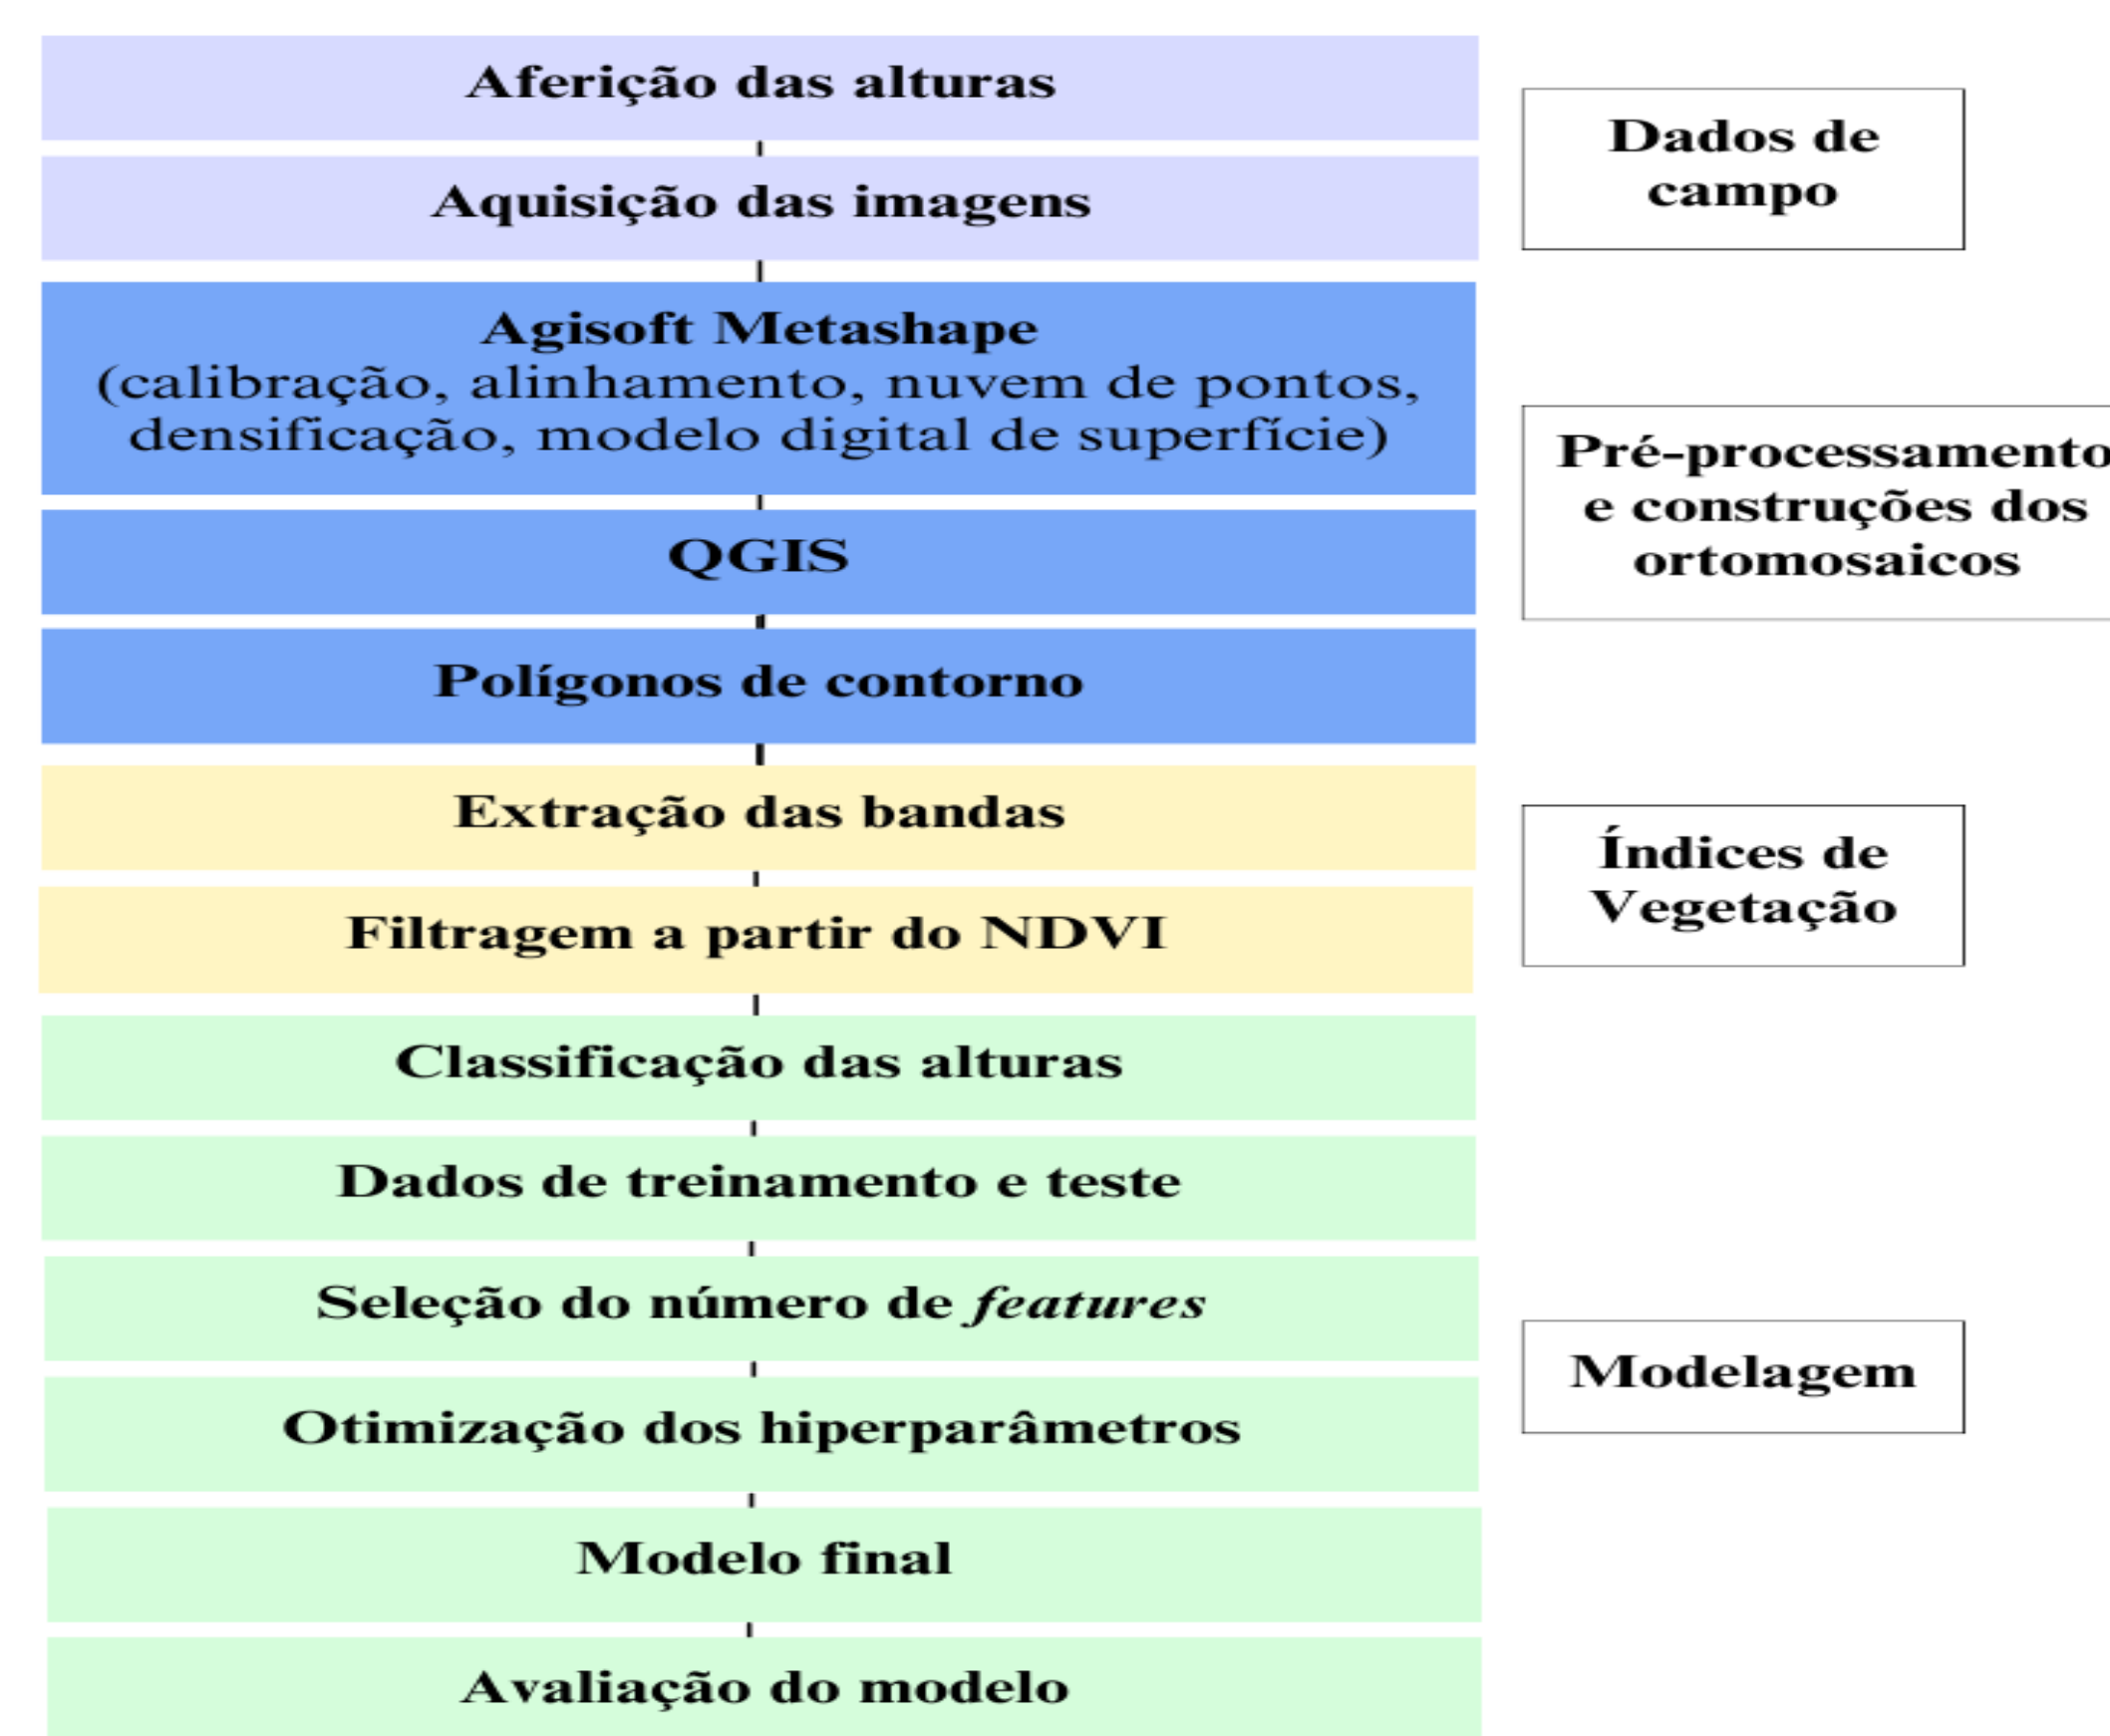 Aferição das alturas
Aquisição das imagens
Dados de
campo
Agisoft Metashape
(calibração, alinhamento, nuvem de pontos,
densificação, modelo digital de superfície)
QGIS
Polígonos de contorno
Pré-processamento
e construções dos
ortomosaicos
Extração das bandas
Filtragem a partir do NDVI
Índices de
Vegetação
Classificação das alturas
Dados de treinamento e teste
Seleção do número de features
Otimização dos hiperparâmetros
Modelo final
Avaliação do modelo
Modelagem